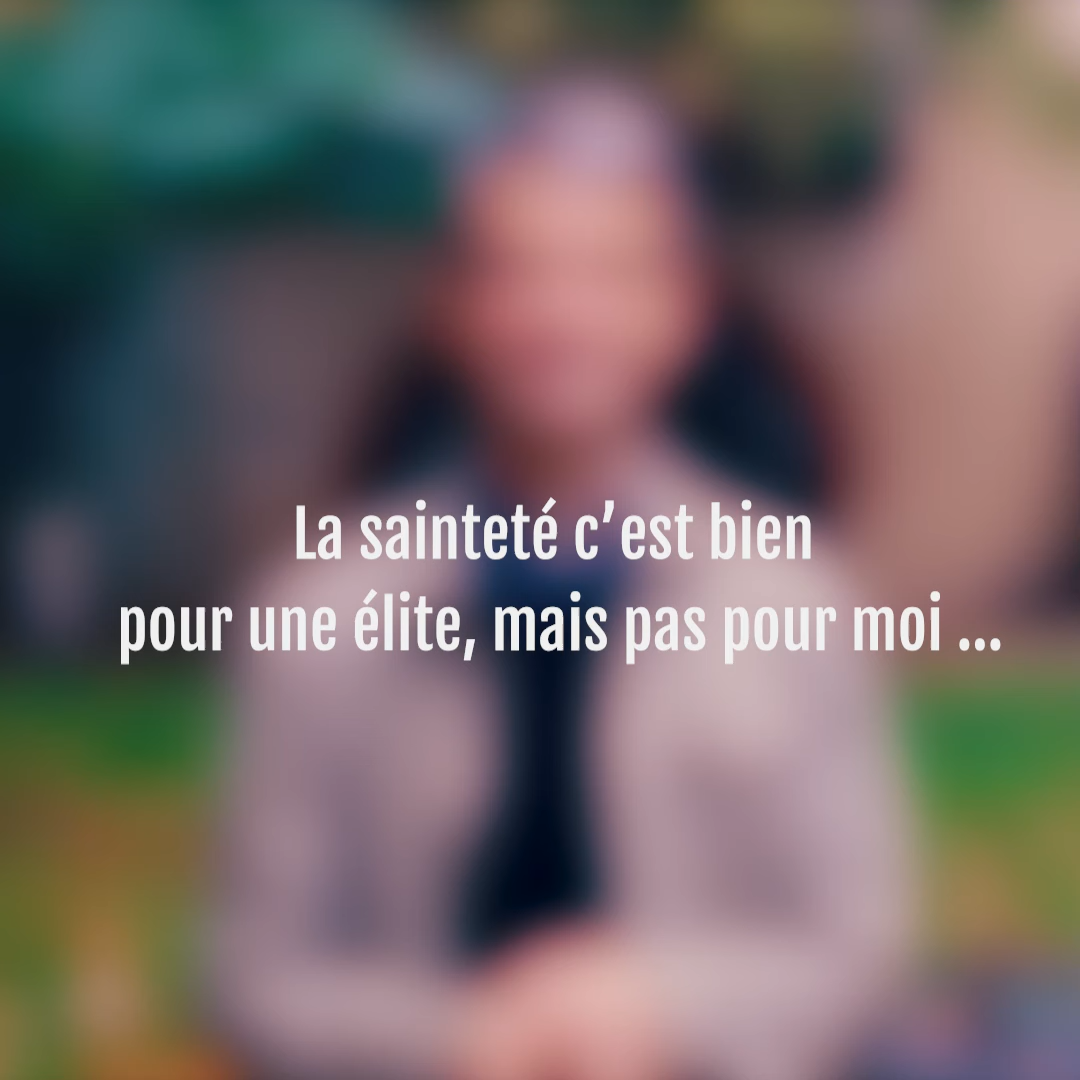 La sainteté c’est bien
pour une élite, mais pas pour moi ...